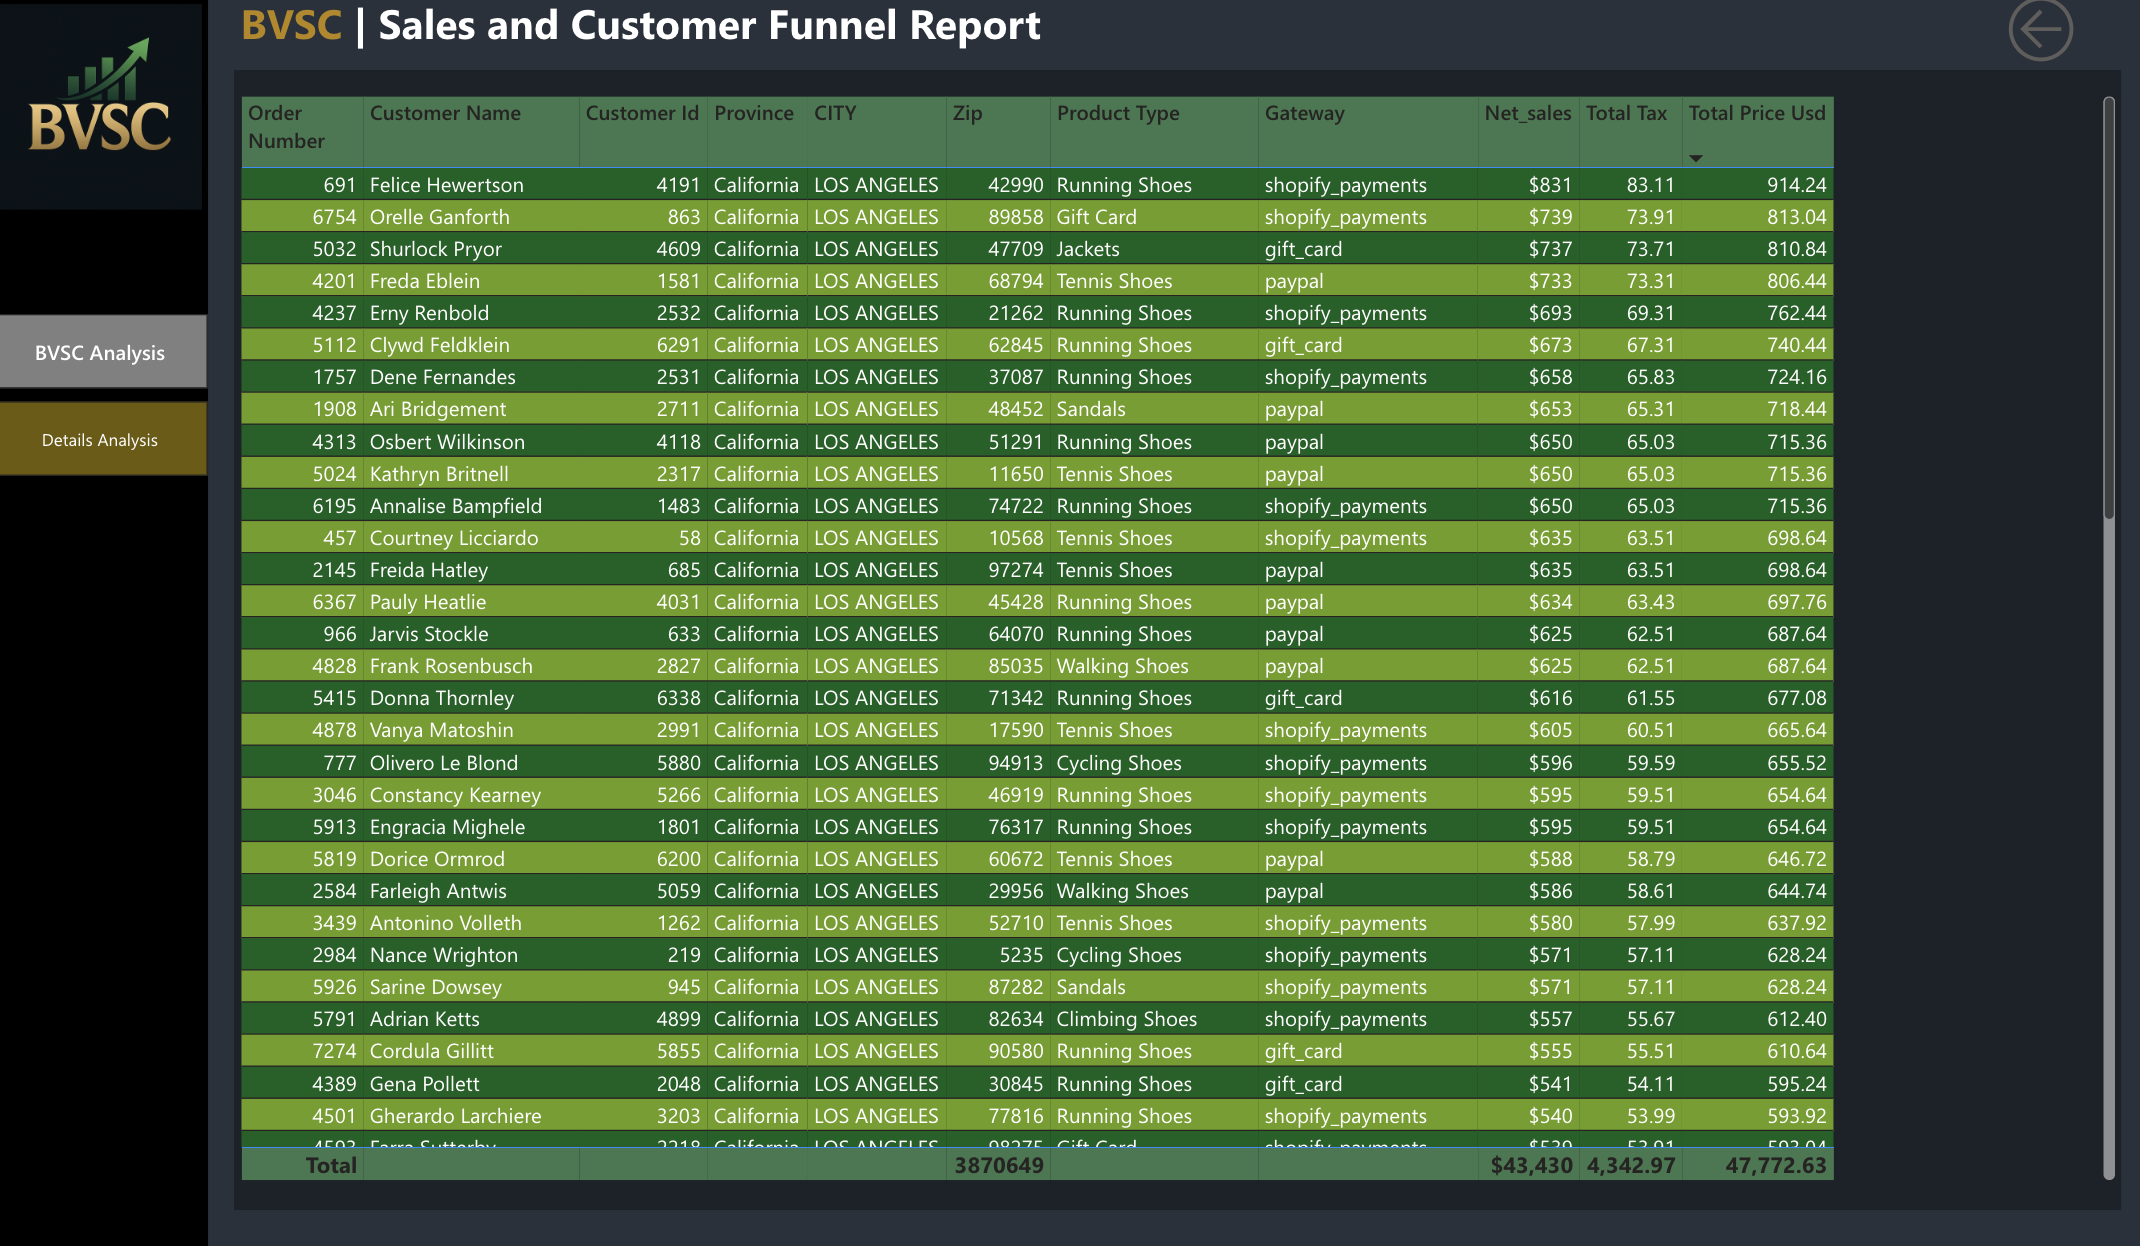 BVSC | Sales and Customer Funnel Report
BVSC
BVSC Analysis
Details Analysis
Order Number Customer Name Customer Id Province CITY Zip Product Type Gateway Net_sales Total Tax Total Price Usd
691 Felice Hewertson 4191 California LOS ANGELES 42990 Running Shoes shopify_payments $831 83.11 914.24
6754 Orelle Ganforth 863 California LOS ANGELES 89858 Gift Card shopify_payments $739 73.91 813.04
5032 Shurlock Pryor 4609 California LOS ANGELES 47709 Jackets gift_card $737 73.71 810.84
4201 Freda Eblein 1581 California LOS ANGELES 68794 Tennis Shoes paypal $733 73.31 806.44
4237 Erny Renbold 2532 California LOS ANGELES 21262 Running Shoes shopify_payments $693 69.31 762.44
5112 Clywd Feldklein 6291 California LOS ANGELES 62845 Running Shoes gift_card $673 67.31 740.44
1757 Dene Fernandes 2531 California LOS ANGELES 37087 Running Shoes shopify_payments $658 65.83 724.16
1908 Ari Bridgement 2711 California LOS ANGELES 48452 Sandals paypal $653 65.31 718.44
4313 Osbert Wilkinson 4118 California LOS ANGELES 51291 Running Shoes paypal $650 65.03 715.36
5024 Kathryn Britnell 2317 California LOS ANGELES 11650 Tennis Shoes paypal $650 65.03 715.36
6195 Annalise Bampfield 1483 California LOS ANGELES 74722 Running Shoes shopify_payments $650 65.03 715.36
457 Courtney Licciardo 58 California LOS ANGELES 10568 Tennis Shoes shopify_payments $635 63.51 698.64
2145 Freida Hatley 685 California LOS ANGELES 97274 Tennis Shoes paypal $635 63.51 698.64
6367 Pauly Heatlie 4031 California LOS ANGELES 45428 Running Shoes paypal $634 63.43 697.76
966 Jarvis Stockle 633 California LOS ANGELES 64070 Running Shoes paypal $625 62.51 687.64
4828 Frank Rosenbusch 2827 California LOS ANGELES 85035 Walking Shoes paypal $625 62.51 687.64
5415 Donna Thornley 6338 California LOS ANGELES 71342 Running Shoes gift_card $616 61.55 677.08
4878 Vanya Matoshin 2991 California LOS ANGELES 17590 Tennis Shoes shopify_payments $605 60.51 665.64
777 Olivero Le Blond 5880 California LOS ANGELES 94913 Cycling Shoes shopify_payments $596 59.59 655.52
3046 Constancy Kearney 5266 California LOS ANGELES 46919 Running Shoes shopify_payments $595 59.51 654.64
5913 Engracia Mighele 1801 California LOS ANGELES 76317 Running Shoes shopify_payments $595 59.51 654.64
5819 Dorice Ormrod 6200 California LOS ANGELES 60672 Tennis Shoes paypal $588 58.79 646.72
2584 Farleigh Antwis 5059 California LOS ANGELES 29956 Walking Shoes paypal $586 58.61 644.74
3439 Antonino Volleth 1262 California LOS ANGELES 52710 Tennis Shoes shopify_payments $580 57.99 637.92
2984 Nance Wrighton 219 California LOS ANGELES 5235 Cycling Shoes shopify_payments $571 57.11 628.24
5926 Sarine Dowsey 945 California LOS ANGELES 87282 Sandals shopify_payments $571 57.11 628.24
5791 Adrian Ketts 4899 California LOS ANGELES 82634 Climbing Shoes shopify_payments $557 55.67 612.40
7274 Cordula Gillitt 5855 California LOS ANGELES 90580 Running Shoes gift_card $555 55.51 610.64
4389 Gena Pollett 2048 California LOS ANGELES 30845 Running Shoes gift_card $541 54.11 595.24
4501 Gherardo Larchiere 3203 California LOS ANGELES 77816 Running Shoes shopify_payments $540 53.99 593.92
California LOS ANGELES Gift Card shopify_payments
Total 3870649 $43,430 4,342.97 47,772.63